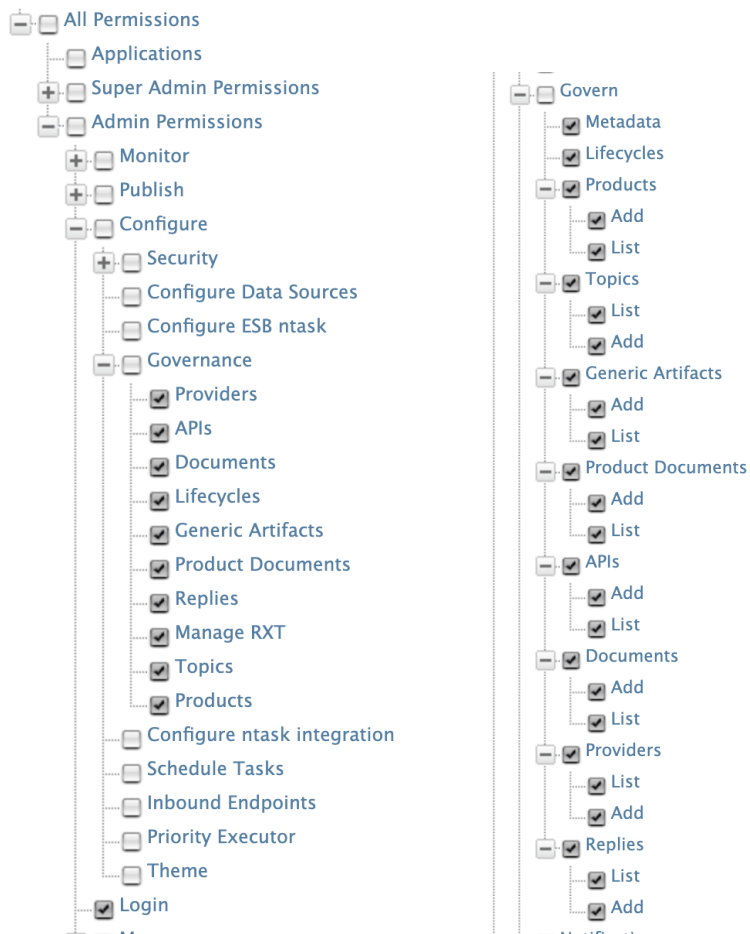 All Permissions
Applications
Super Admin Permissions
Admin Permissions
Monitor
Publish
Configure
Security
Configure Data Sources
Configure ESB ntask
Governance
Providers
APIs
Documents
Lifecycles
Generic Artifacts
Product Documents
Replies
Manage RXT
Topics
Products
Configure ntask integration
Schedule Tasks
Inbound Endpoints
Priority Executor
Theme
Login
Govern
Metadata
Lifecycles
Products
Add
List
Topics
List
Add
Generic Artifacts
Add
List
Product Documents
Add
List
APIs
Add
List
Documents
Add
List
Providers
List
Add
Replies
List
Add